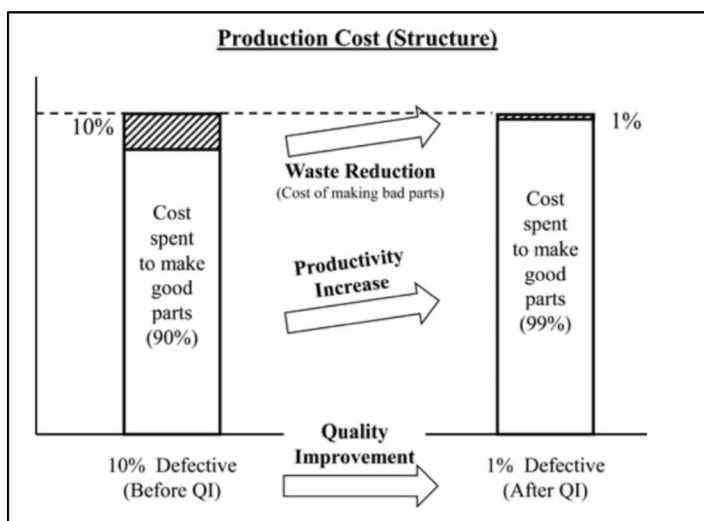 Production Cost (Structure)
10%
1%
Waste Reduction
(Cost of making bad parts)
Cost
spent
to make
good
parts
(90%)
Productivity
Increase
Cost
spent
to make
good
parts
(99%)
Quality
Improvement
10% Defective
(Before QI)
1% Defective
(After QI)